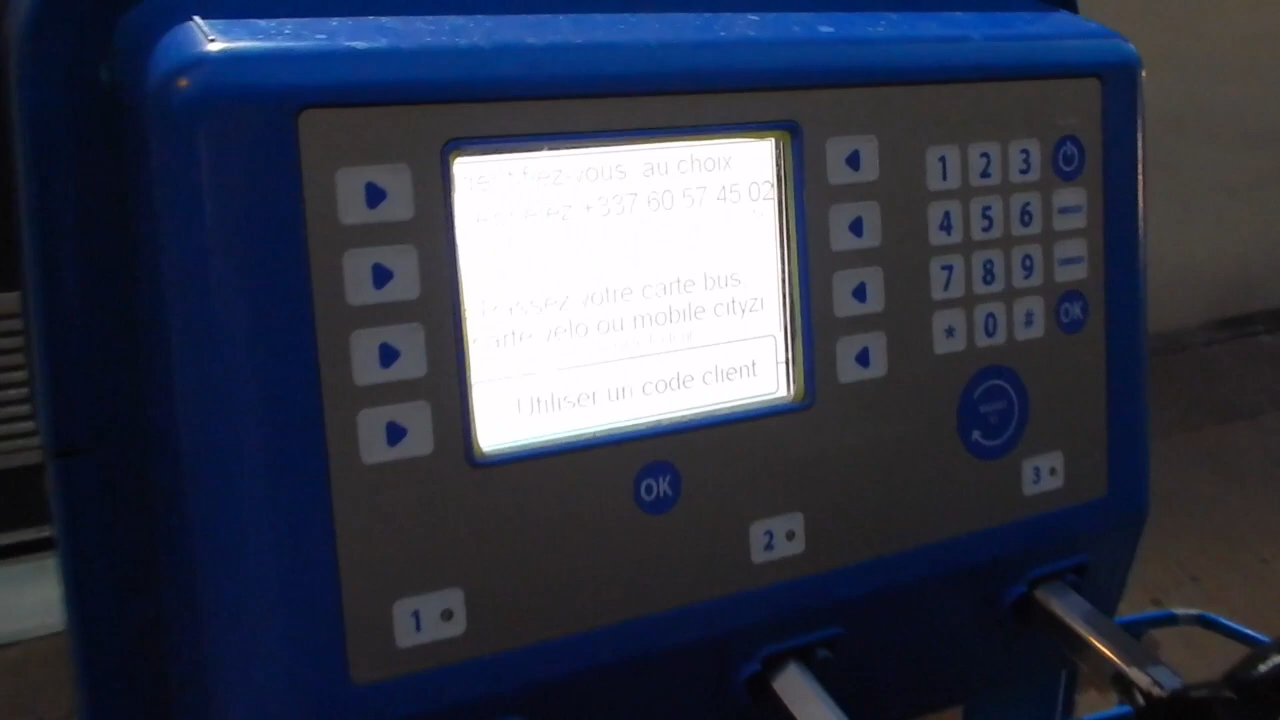 au choix
+337 60 57 45 02
votre carte bus
carte vélo ou mobile cityzi
Utiliser un code client
1 2 3
4 5 6
7 8 9 
* 0 # OK
OK
1
2
3